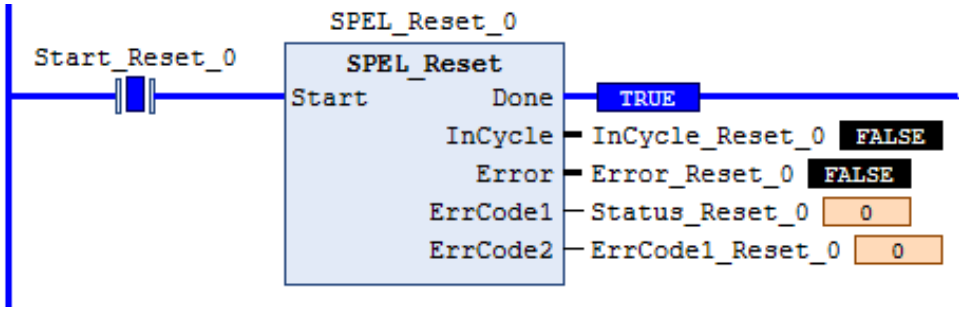 SPEL_Reset_0
Start_Reset_0
SPEL_Reset
Start Done TRUE
InCycle InCycle_Reset_0 FALSE
Error Error_Reset_0 FALSE
ErrCode1 Status_Reset_0 0
ErrCode2 ErrCode1_Reset_0 0